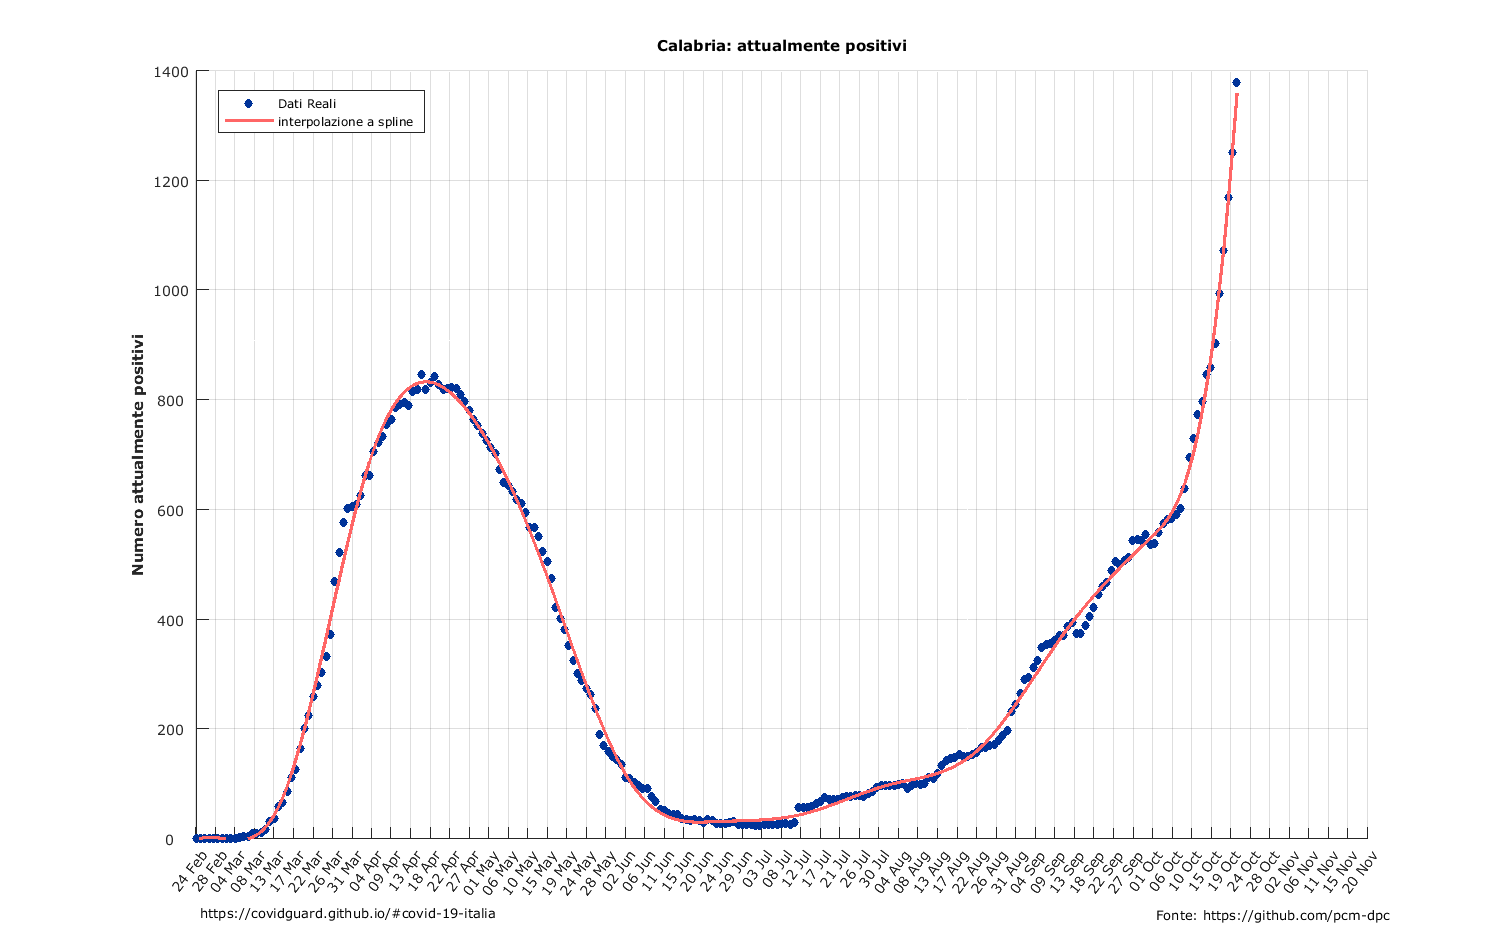 Calabria: attualmente positivi
Dati Reali
interpolazione a spline
Numero attualmente positivi
1400
1200
1000
800
600
400
200
0
24 Feb
28 Feb
04 Mar
08 Mar
13 Mar
17 Mar
22 Mar
26 Mar
31 Mar
04 Apr
09 Apr
13 Apr
18 Apr
22 Apr
27 Apr
01 May
06 May
10 May
15 May
19 May
24 May
28 May
02 Jun
06 Jun
11 Jun
15 Jun
20 Jun
24 Jun
29 Jun
03 Jul
08 Jul
12 Jul
17 Jul
21 Jul
26 Jul
30 Jul
04 Aug
08 Aug
13 Aug
17 Aug
22 Aug
26 Aug
31 Aug
04 Sep
09 Sep
13 Sep
18 Sep
22 Sep
27 Sep
01 Oct
06 Oct
10 Oct
15 Oct
19 Oct
24 Oct
28 Oct
02 Nov
06 Nov
11 Nov
15 Nov
20 Nov
https://covidguard.github.io/#covid-19-italia
Fonte: https://github.com/pcm-dpc